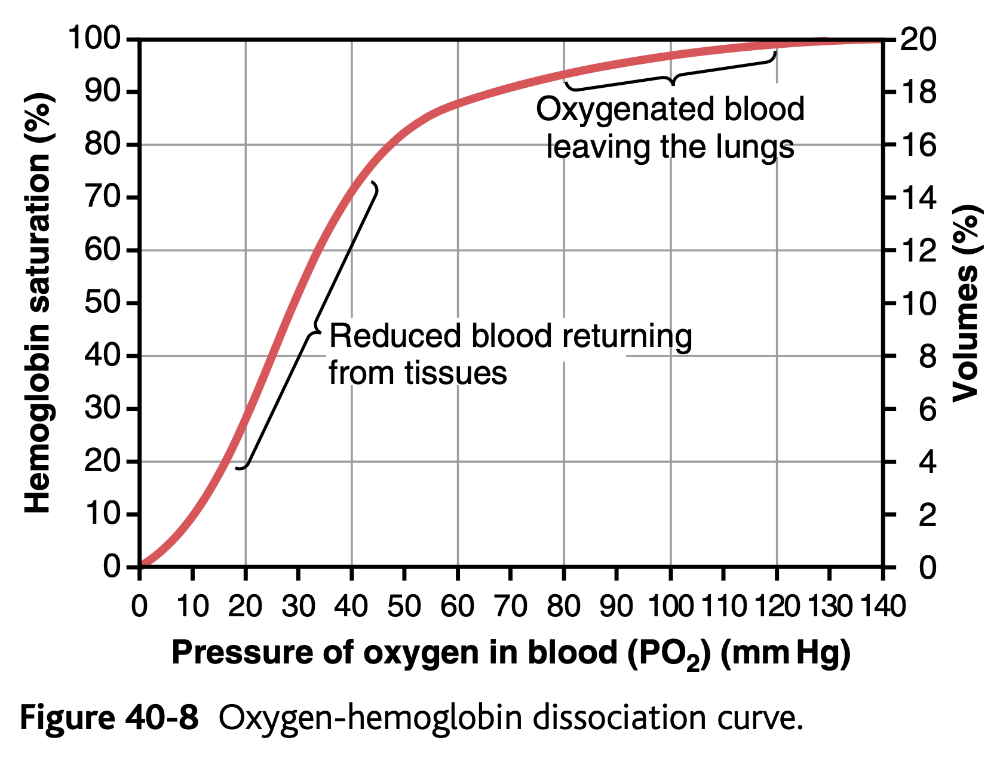 Hemoglobin saturation (%)
100
90
80
70
60
50
40
30
20
10
0
20
18
16
14
12
10
8
6
4
2
0
Volumes (%)
Oxygenated blood
leaving the lungs
Reduced blood returning
from tissues
0 10 20 30 40 50 60 70 80 90 100 110 120 130 140
Pressure of oxygen in blood (PO₂) (mm Hg)
Figure 40-8 Oxygen-hemoglobin dissociation curve.